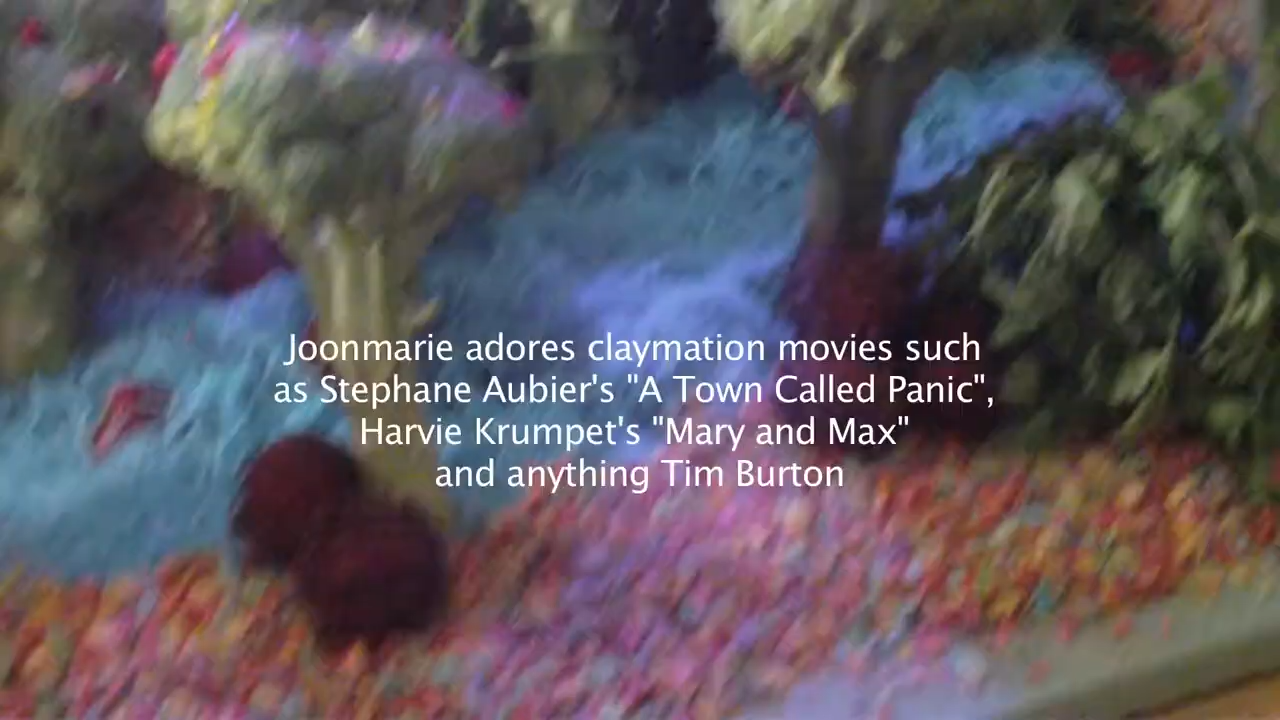 Joonmarie adores claymation movies such
as Stephane Aubier's "A Town Called Panic",
Harvie Krumpet's "Mary and Max"
and anything Tim Burton